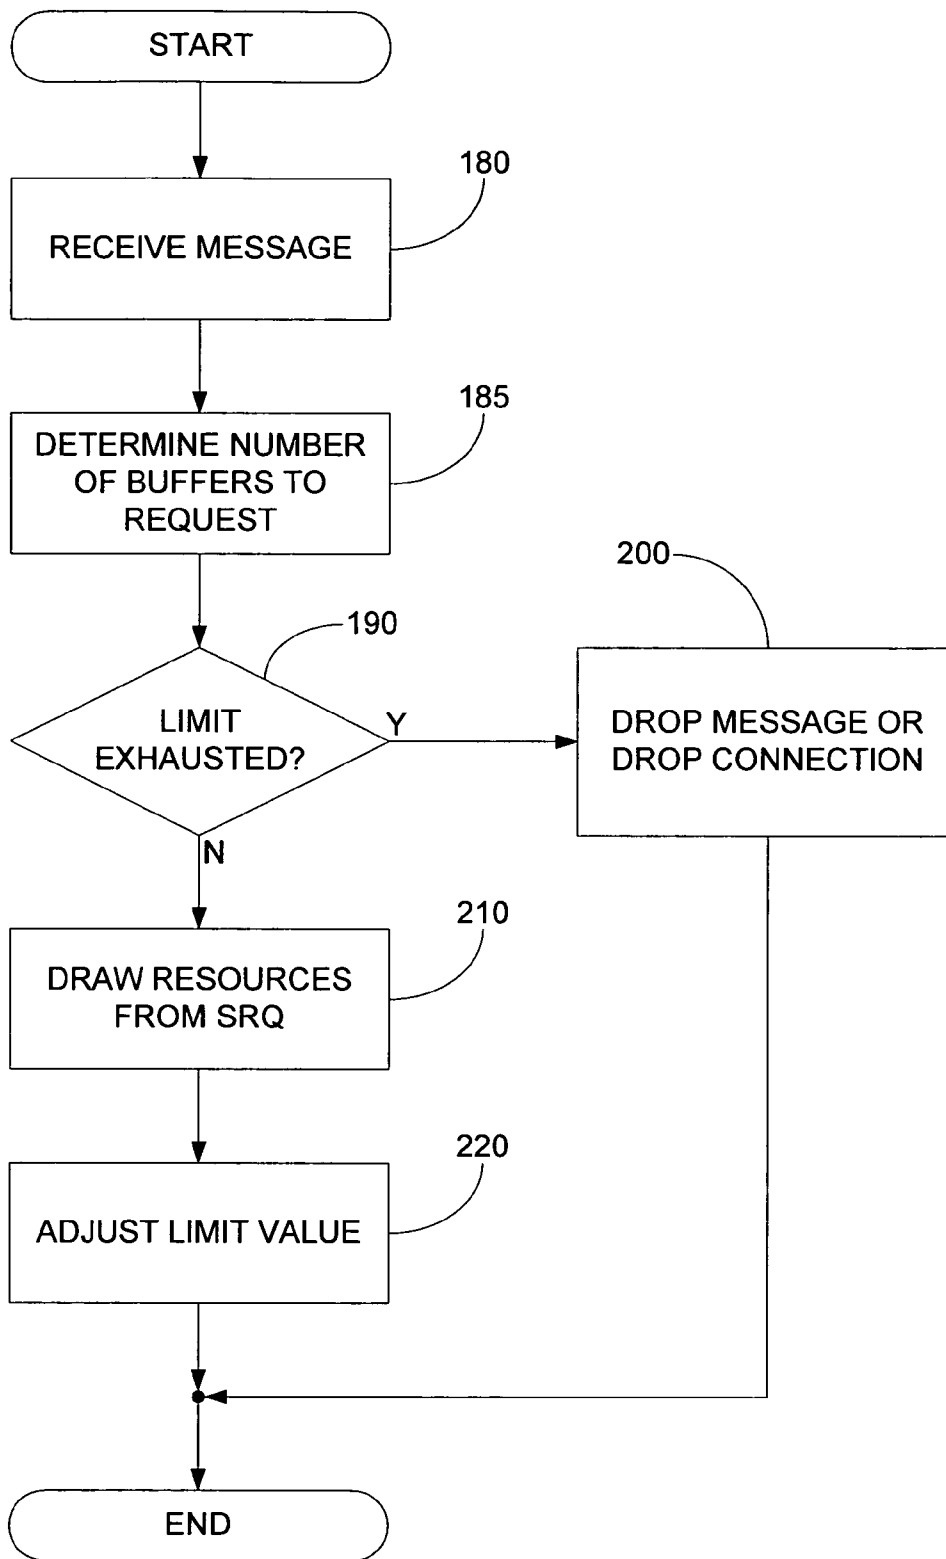 START
180
RECEIVE MESSAGE
185
DETERMINE NUMBER
OF BUFFERS TO
REQUEST
190
200
LIMIT
EXHAUSTED?
Y
DROP MESSAGE OR
DROP CONNECTION
N
210
DRAW RESOURCES
FROM SRQ
220
ADJUST LIMIT VALUE
END